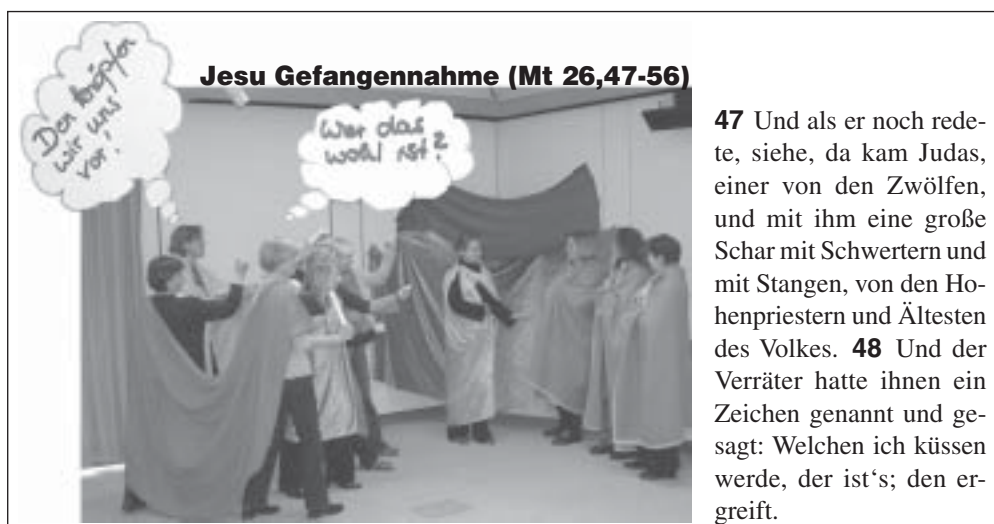 Jesu Gefangennahme (Mt 26,47-56)
Den knöpfen
wir uns
vor!
Wer das
wohl ist?
47 Und als er noch rede-
te, siehe, da kam Judas,
einer von den Zwölfen,
und mit ihm eine große
Schar mit Schwertern und
mit Stangen, von den Ho-
henpriestern und Ältesten
des Volkes. 48 Und der
Verräter hatte ihnen ein
Zeichen genannt und ge-
sagt: Welchen ich küssen
werde, der ist‘s; den er-
greift.